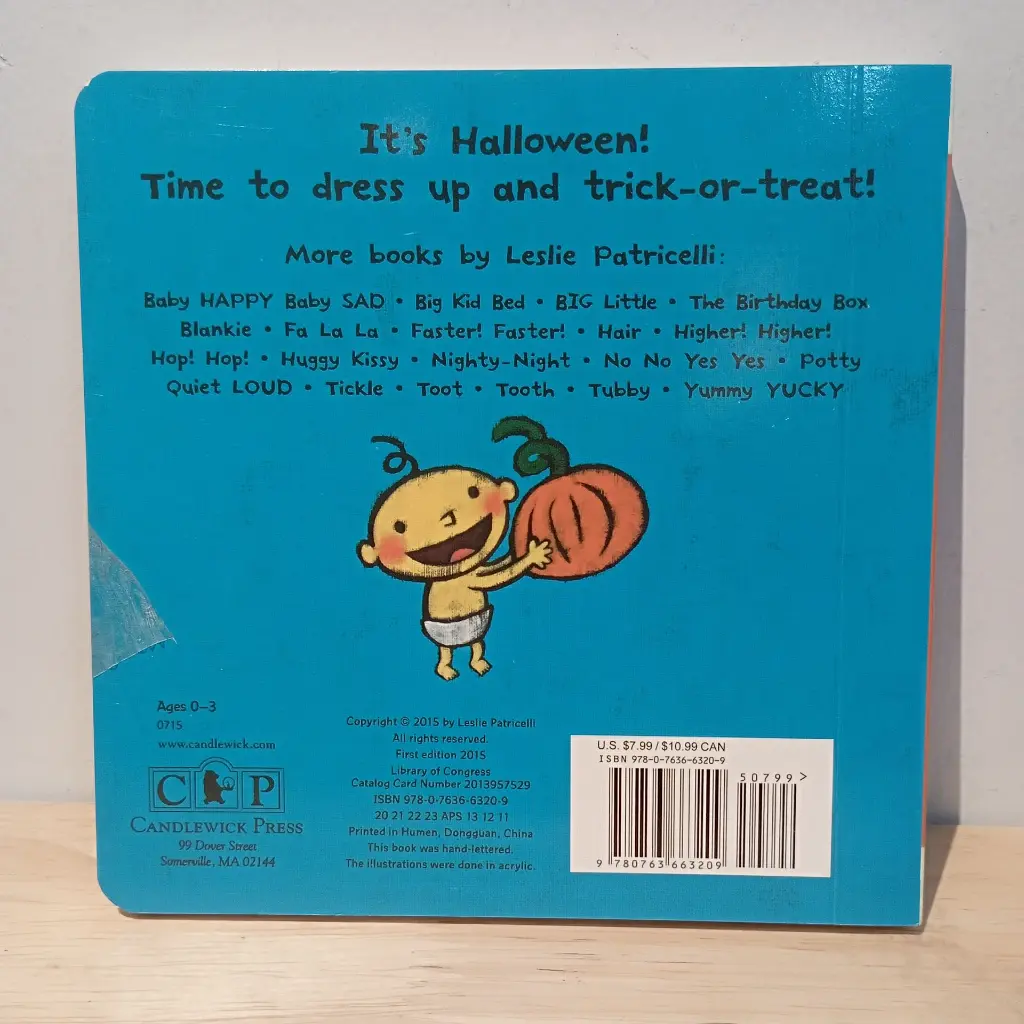 It's Halloween!
Time to dress up and trick-or-treat!
More books by Leslie Patricelli:
Baby HAPPY Baby SAD • Big Kid Bed • BIG Little • The Birthday Box
Blankie • Fa La La • Faster! Faster! • Hair • Higher! Higher!
Hop! Hop! • Huggy Kissy • Nighty-Night • No No Yes Yes • Potty
Quiet LOUD • Tickle • Toot • Tooth • Tubby • Yummy YUCKY
Ages 0–3
0715
www.candlewick.com
C P
CANDLEWICK PRESS
99 Dover Street
Somerville, MA 02144
Copyright © 2015 by Leslie Patricelli
All rights reserved.
First edition 2015
Library of Congress
Catalog Card Number 2013957529
ISBN 978-0-7636-6320-9
20 21 22 23 APS 13 12 11
Printed in Humen, Dongguan, China
This book was hand-lettered.
The illustrations were done in acrylic.
U.S. $7.99 / $10.99 CAN
ISBN 978-0-7636-6320-9
50799>
9 780763 663209